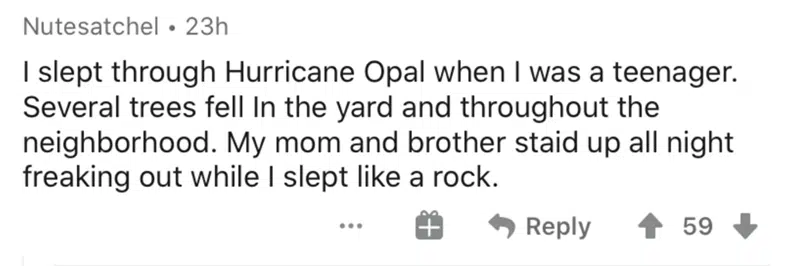 Nutesatchel • 23h
I slept through Hurricane Opal when I was a teenager.
Several trees fell In the yard and throughout the
neighborhood. My mom and brother staid up all night
freaking out while I slept like a rock.
... Reply 59